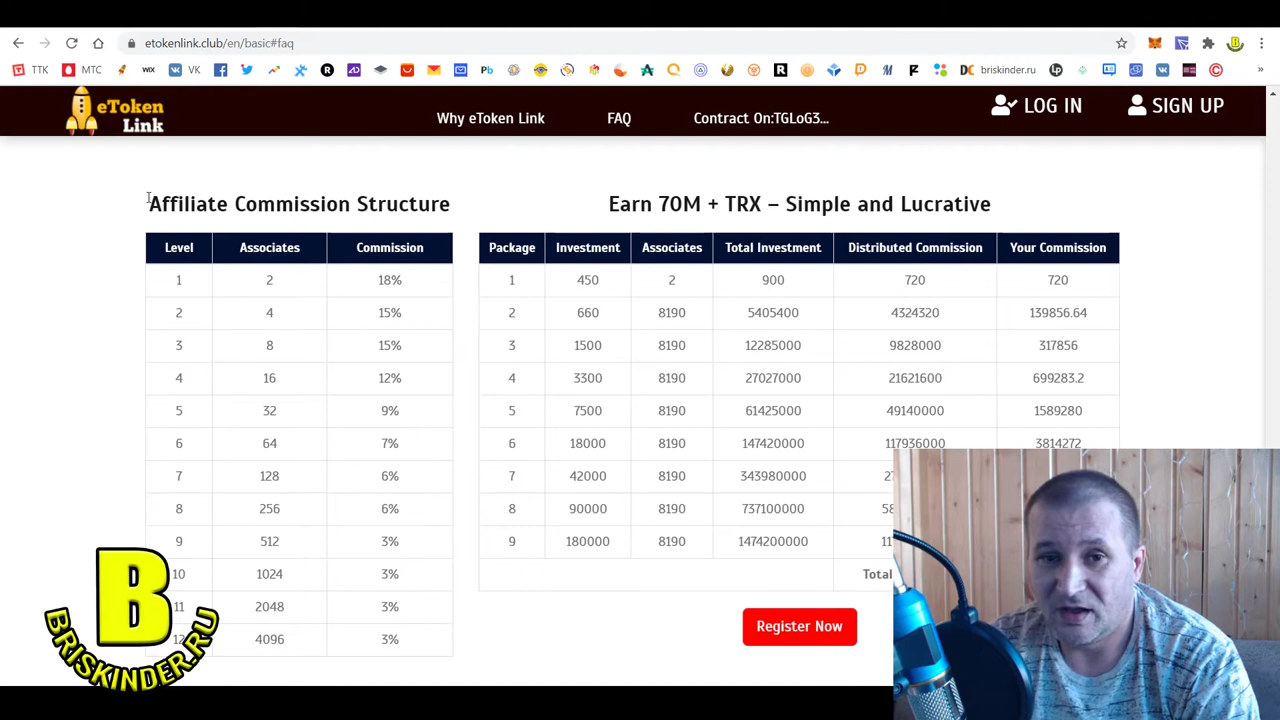 etokenlink.club/en/basic#faq
TTK МТС WIX VK Pb DC briskinder.ru Lp
eToken
Link
Why eToken Link FAQ Contract On:TGLoG3... LOG IN SIGN UP
Affiliate Commission Structure
Level Associates Commission
1 2 18%
2 4 15%
3 8 15%
4 16 12%
5 32 9%
6 64 7%
7 128 6%
8 256 6%
9 512 3%
10 1024 3%
11 2048 3%
12 4096 3%
Earn 70M + TRX – Simple and Lucrative
Package Investment Associates Total Investment Distributed Commission Your Commission
1 450 2 900 720 720
2 660 8190 5405400 4324320 139856.64
3 1500 8190 12285000 9828000 317856
4 3300 8190 27027000 21621600 699283.2
5 7500 8190 61425000 49140000 1589280
6 18000 8190 147420000 117936000 3814272
7 42000 8190 343980000
8 90000 8190 737100000
9 180000 8190 1474200000
Total
Register Now
B
BRISKINDER.RU